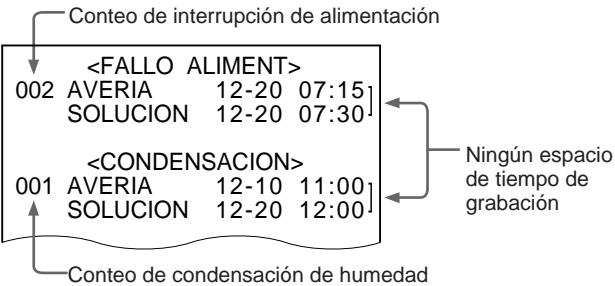 Conteo de interrupción de alimentación
<FALLO ALIMENT>
002 AVERIA 12-20 07:15
SOLUCION 12-20 07:30
<CONDENSACION>
001 AVERIA 12-10 11:00
SOLUCION 12-20 12:00
Ningún espacio
de tiempo de
grabación
Conteo de condensación de humedad